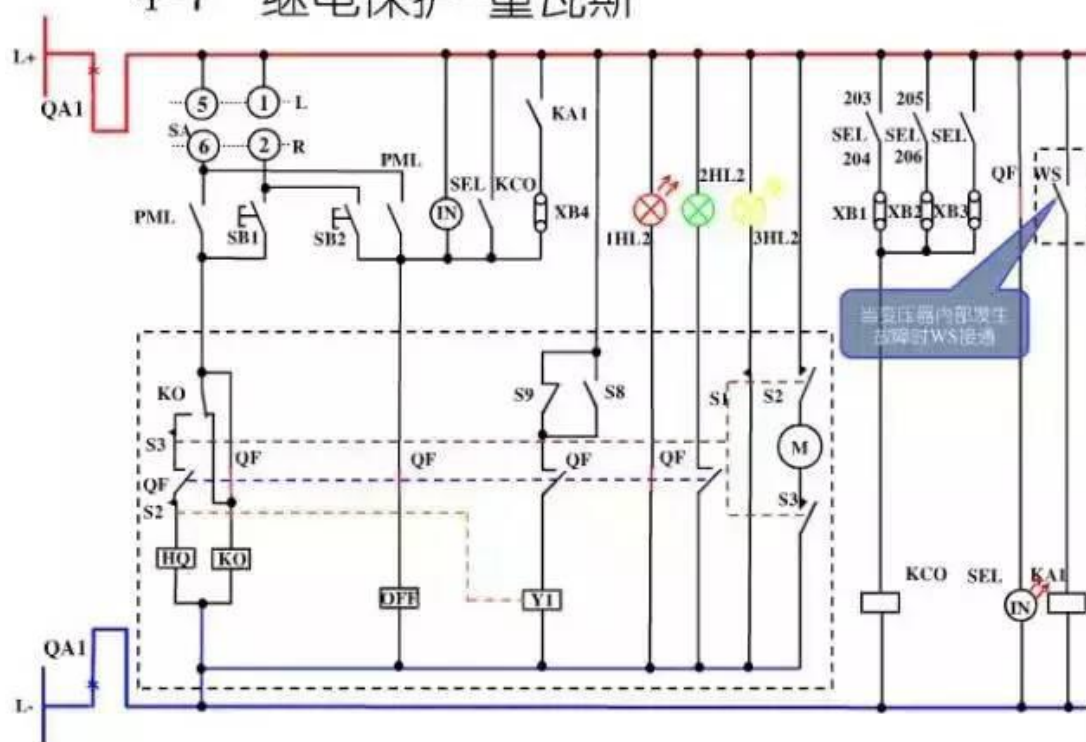 4-7 继电保护-重瓦斯
L+
QA1
5 1 L
SA
6 2 R
PML
PML
SB1
SB2
IN
SEL
KCO
KA1
XB4
1HL2
2HL2
3HL2
203
SEL
204
205
SEL
206
SEL
XB1
XB2
XB3
QF
WS
当变压器内部发生
故障时WS接通
KO
S3
QF
QF
S2
HQ
KO
QF
OFF
S9
S8
QF
Y1
QF
S1
S2
M
S3
KCO
SEL
IN
KA1
QA1
L-